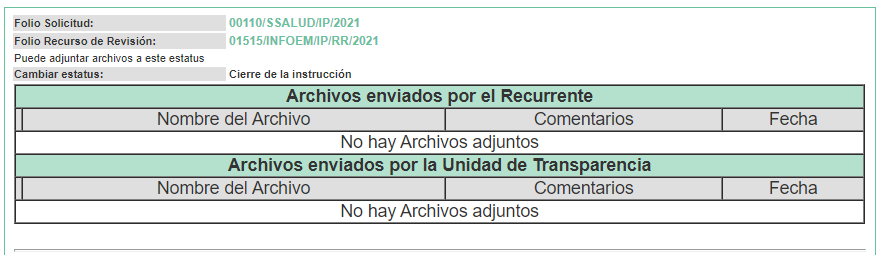 Folio Solicitud: 00110/SSALUD/IP/2021
Folio Recurso de Revisión: 01515/INFOEM/IP/RR/2021
Puede adjuntar archivos a este estatus
Cambiar estatus: Cierre de la instrucción
Archivos enviados por el Recurrente
Nombre del Archivo Comentarios Fecha
No hay Archivos adjuntos
Archivos enviados por la Unidad de Transparencia
Nombre del Archivo Comentarios Fecha
No hay Archivos adjuntos